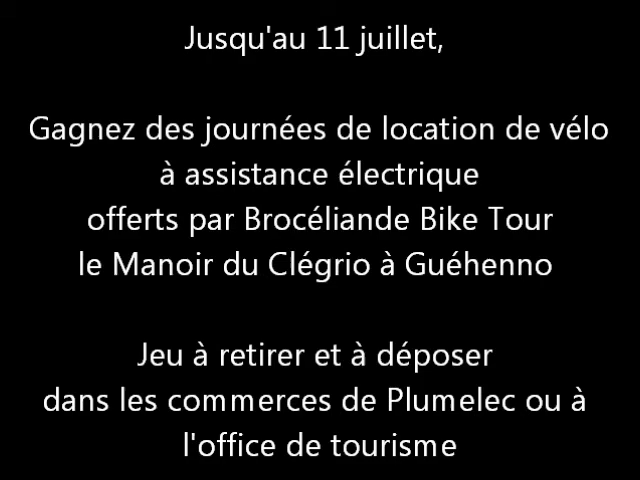 Jusqu'au 11 juillet,
Gagnez des journées de location de vélo
à assistance électrique
offerts par Brocéliande Bike Tour
le Manoir du Clégrio à Guéhenno
Jeu à retirer et à déposer
dans les commerces de Plumelec ou à
l'office de tourisme